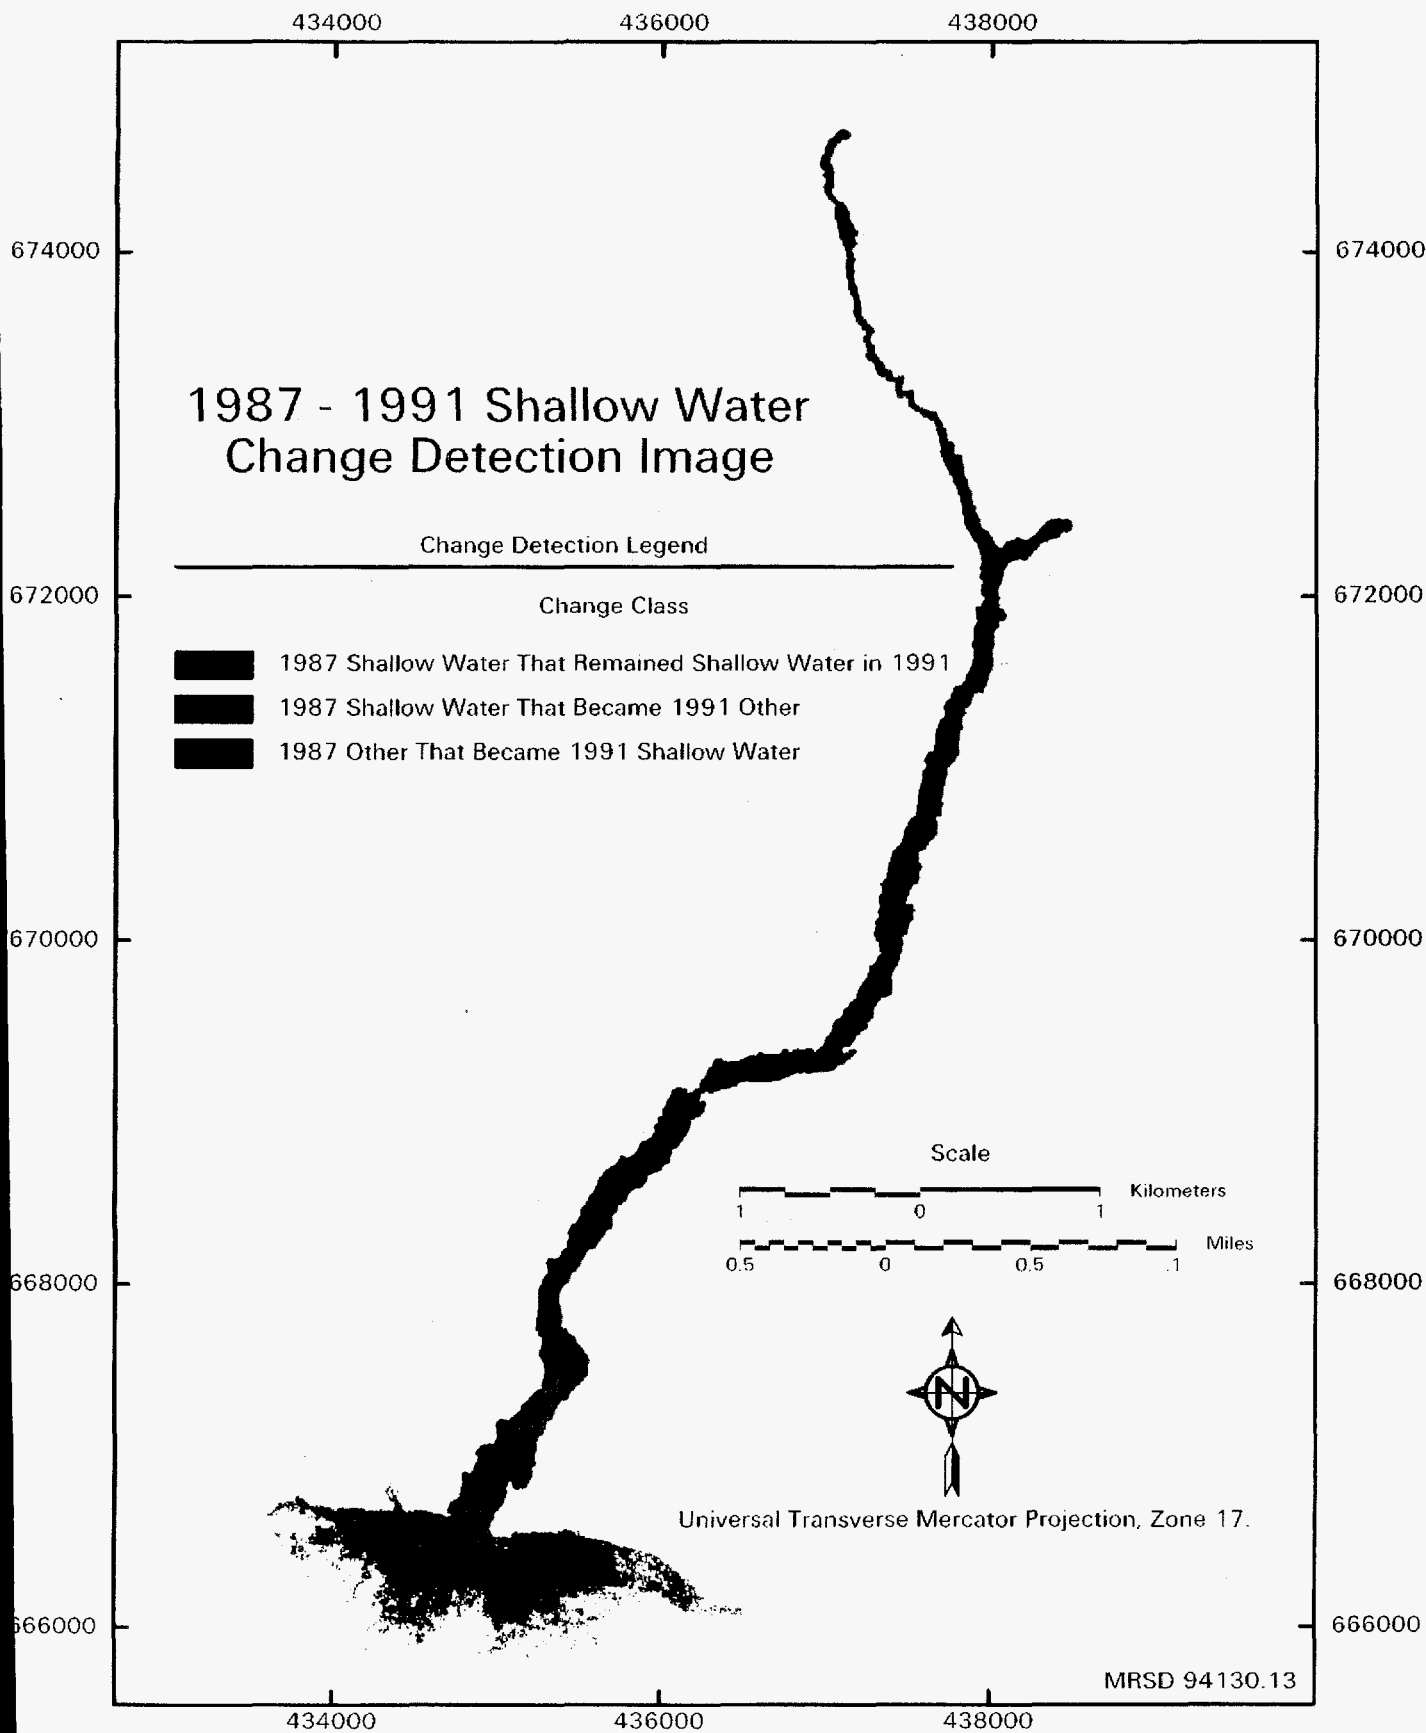 434000 436000 438000
674000 674000
1987 - 1991 Shallow Water
Change Detection Image
Change Detection Legend
672000 672000
Change Class
1987 Shallow Water That Remained Shallow Water in 1991
1987 Shallow Water That Became 1991 Other
1987 Other That Became 1991 Shallow Water
670000 670000
Scale
Kilometers
1 0 1
Miles
0.5 0 0.5 .1
668000 668000
N
Universal Transverse Mercator Projection, Zone 17.
666000 666000
MRSD 94130.13
434000 436000 438000